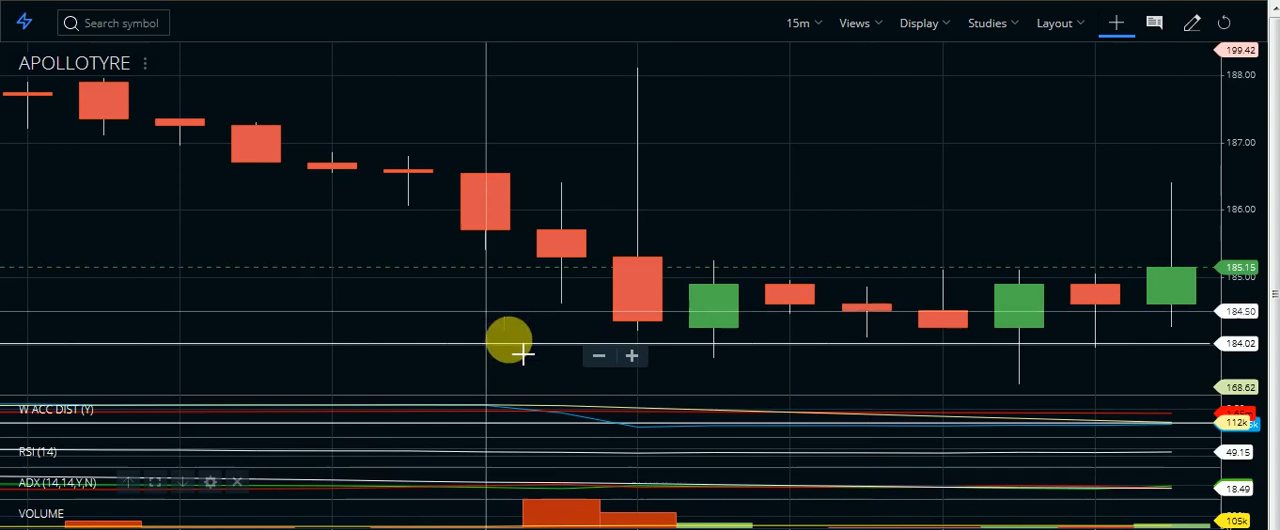 Search symbol 15m Views Display Studies Layout
APOLLOTYRE
199.42
188.00
187.00
186.00
185.15
185.00
184.50
184.02
168.62
W ACC DIST (Y)
112k
RSI (14)
49.15
ADX (14,14,Y,N)
18.49
VOLUME
105k